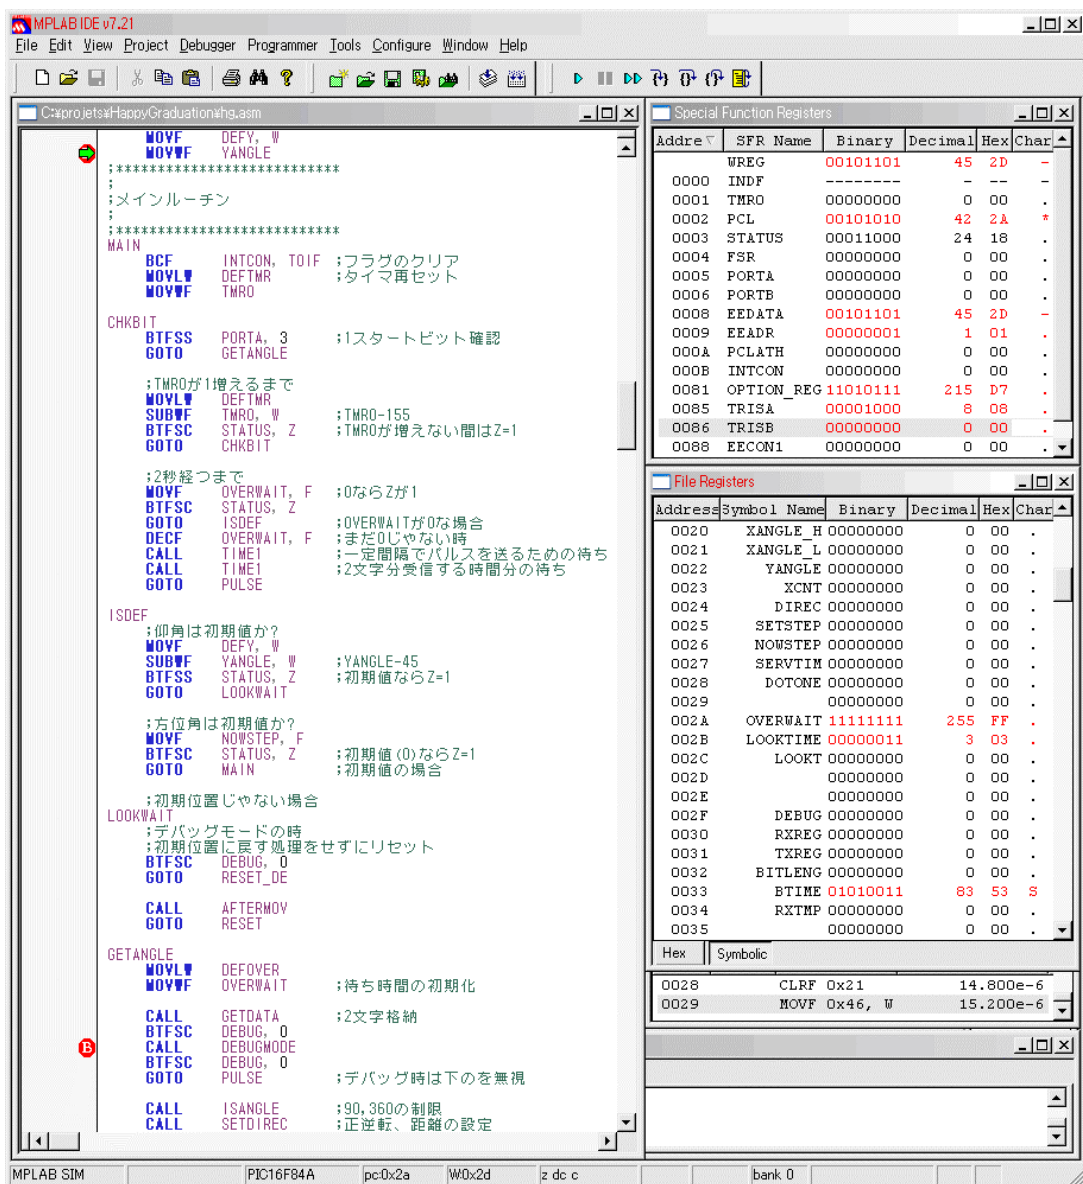 MPLAB IDE v7.21
File Edit View Project Debugger Programmer Tools Configure Window Help
C:¥projets¥HappyGraduation¥hg.asm
MOVF DEFY, W
MOVWF YANGLE
;****************************
;
;メインルーチン
;
;****************************
MAIN
BCF INTCON, T0IF ;フラグのクリア
MOVLW DEFTMR ;タイマ再セット
MOVWF TMR0
CHKBIT
BTFSS PORTA, 3 ;1スタートビット確認
GOTO GETANGLE
;TMR0が1増えるまで
MOVLW DEFTMR
SUBWF TMR0, W ;TMR0-155
BTFSC STATUS, Z ;TMR0が増えない間はZ=1
GOTO CHKBIT
;2秒経つまで
MOVF OVERWAIT, F ;0ならZが1
BTFSC STATUS, Z
GOTO ISDEF ;OVERWAITが0な場合
DECF OVERWAIT, F ;まだ0じゃない時
CALL TIME1 ;一定間隔でパルスを送るための待ち
CALL TIME1 ;2文字分受信する時間分の待ち
GOTO PULSE
ISDEF
;仰角は初期値か?
MOVF DEFY, W
SUBWF YANGLE, W ;YANGLE-45
BTFSS STATUS, Z ;初期値ならZ=1
GOTO LOOKWAIT
;方位角は初期値か?
MOVF NOWSTEP, F
BTFSC STATUS, Z ;初期値(0)ならZ=1
GOTO MAIN ;初期値の場合
;初期位置じゃない場合
LOOKWAIT
;デバッグモードの時
;初期位置に戻す処理をせずにリセット
BTFSC DEBUG, 0
GOTO RESET_DE
CALL AFTERMOV
GOTO RESET
GETANGLE
MOVLW DEFOVER
MOVWF OVERWAIT ;待ち時間の初期化
CALL GETDATA ;2文字格納
BTFSC DEBUG, 0
B CALL DEBUGMODE
BTFSC DEBUG, 0
GOTO PULSE ;デバッグ時は下のを無視
CALL ISANGLE ;90,360の制限
CALL SETDIREC ;正逆転、距離の設定
Special Function Registers
Addre SFR Name Binary Decimal Hex Char
WREG 00101101 45 2D -
0000 INDF -------- - -- -
0001 TMR0 00000000 0 00 .
0002 PCL 00101010 42 2A *
0003 STATUS 00011000 24 18 .
0004 FSR 00000000 0 00 .
0005 PORTA 00000000 0 00 .
0006 PORTB 00000000 0 00 .
0008 EEDATA 00101101 45 2D -
0009 EEADR 00000001 1 01 .
000A PCLATH 00000000 0 00 .
000B INTCON 00000000 0 00 .
0081 OPTION_REG 11010111 215 D7 .
0085 TRISA 00001000 8 08 .
0086 TRISB 00000000 0 00 .
0088 EECON1 00000000 0 00 .
File Registers
Address Symbol Name Binary Decimal Hex Char
0020 XANGLE_H 00000000 0 00 .
0021 XANGLE_L 00000000 0 00 .
0022 YANGLE 00000000 0 00 .
0023 XCNT 00000000 0 00 .
0024 DIREC 00000000 0 00 .
0025 SETSTEP 00000000 0 00 .
0026 NOWSTEP 00000000 0 00 .
0027 SERVTIM 00000000 0 00 .
0028 DOTONE 00000000 0 00 .
0029 00000000 0 00 .
002A OVERWAIT 11111111 255 FF .
002B LOOKTIME 00000011 3 03 .
002C LOOKT 00000000 0 00 .
002D 00000000 0 00 .
002E 00000000 0 00 .
002F DEBUG 00000000 0 00 .
0030 RXREG 00000000 0 00 .
0031 TXREG 00000000 0 00 .
0032 BITLENG 00000000 0 00 .
0033 BTIME 01010011 83 53 S
0034 RXTMP 00000000 0 00 .
0035 00000000 0 00 .
Hex Symbolic
0028 CLRF 0x21 14.800e-6
0029 MOVF 0x46, W 15.200e-6
MPLAB SIM PIC16F84A pc:0x2a W:0x2d z dc c bank 0